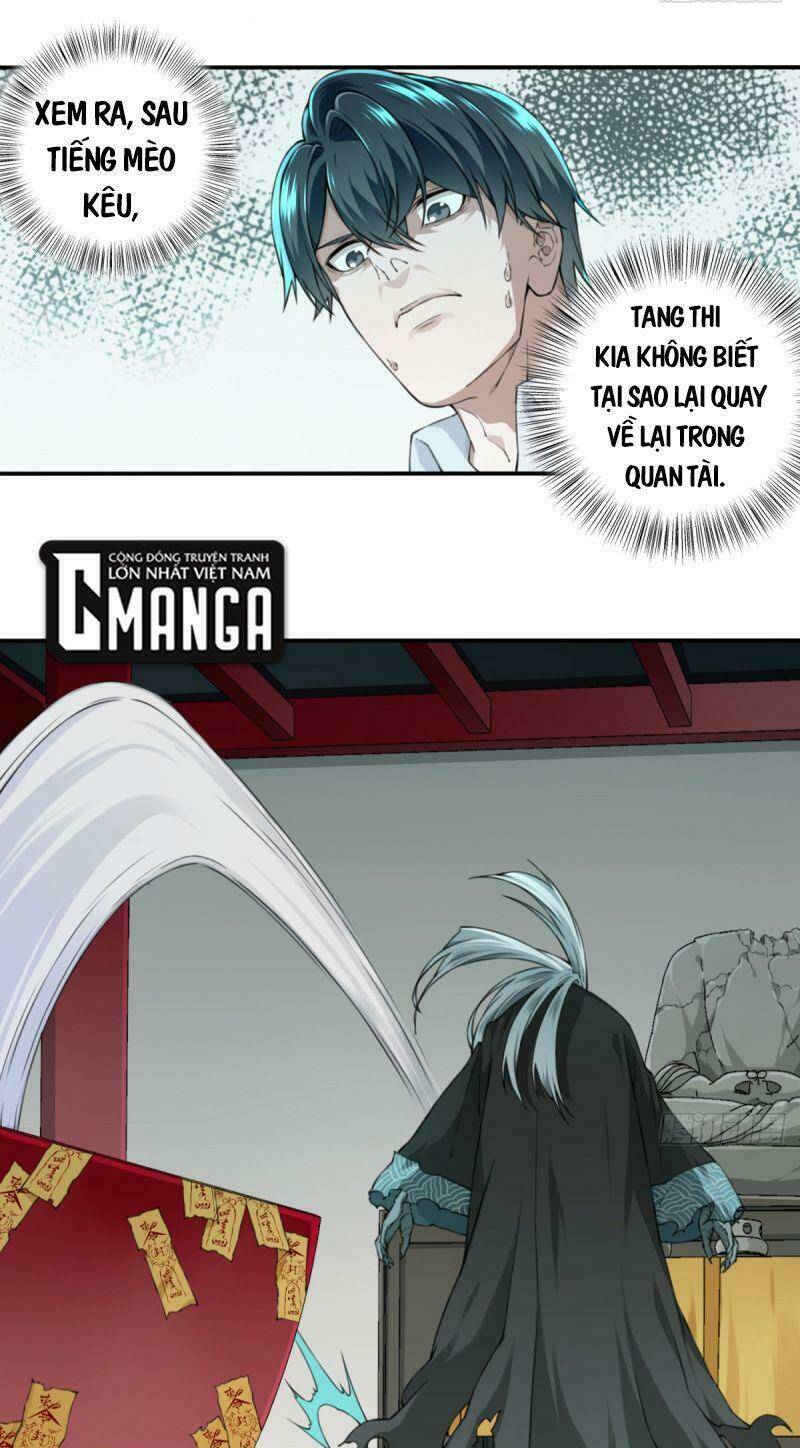 XEM RA, SAU
TIẾNG MÈO
KÊU,
TANG THI
KIA KHÔNG BIẾT
TẠI SAO LẠI QUAY
VỀ LẠI TRONG
QUAN TÀI.
CỘNG ĐỒNG TRUYỆN TRANH
LỚN NHẤT VIỆT NAM
CMANGA